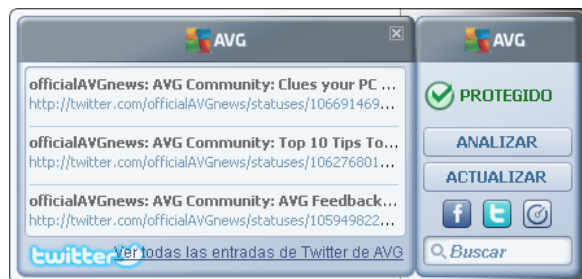 AVG
officialAVGnews: AVG Community: Clues your PC ...
http://twitter.com/officialAVGnews/statuses/106691469...
officialAVGnews: AVG Community: Top 10 Tips To...
http://twitter.com/officialAVGnews/statuses/106276801...
officialAVGnews: AVG Community: AVG Feedback...
http://twitter.com/officialAVGnews/statuses/105949822...
twitter
Ver todas las entradas de Twitter de AVG
AVG
PROTEGIDO
ANALIZAR
ACTUALIZAR
f t
Buscar